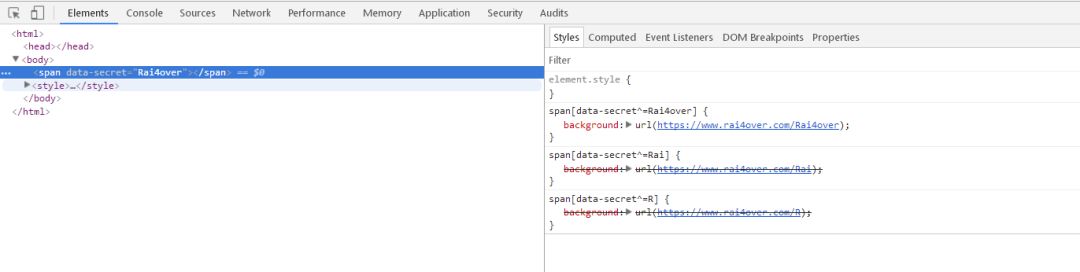 Elements Console Sources Network Performance Memory Application Security Audits
<html>
<head></head>
▼<body>
••• <span data-secret="Rai4over"></span> == $0
▶<style>…</style>
</body>
</html>
Styles Computed Event Listeners DOM Breakpoints Properties
Filter
element.style {
}
span[data-secret^=Rai4over] {
background:▶url(https://www.rai4over.com/Rai4over);
}
span[data-secret^=Rai] {
background:▶url(https://www.rai4over.com/Rai);
}
span[data-secret^=R] {
background:▶url(https://www.rai4over.com/R);
}